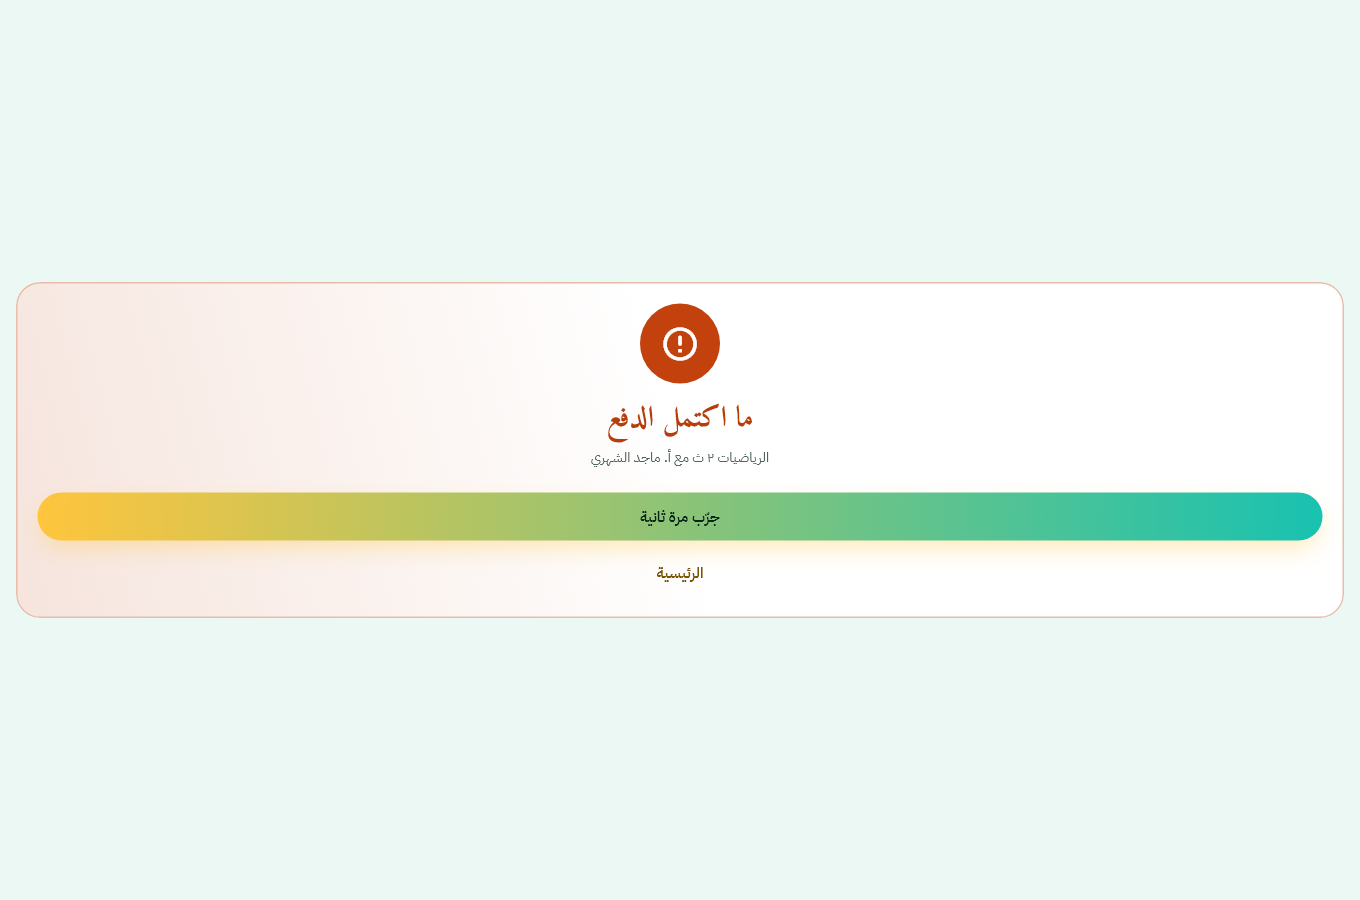 ما اكتمل الدفع
الرياضيات ٢ ث مع أ. ماجد الشهري
جرّب مرة ثانية
الرئيسية